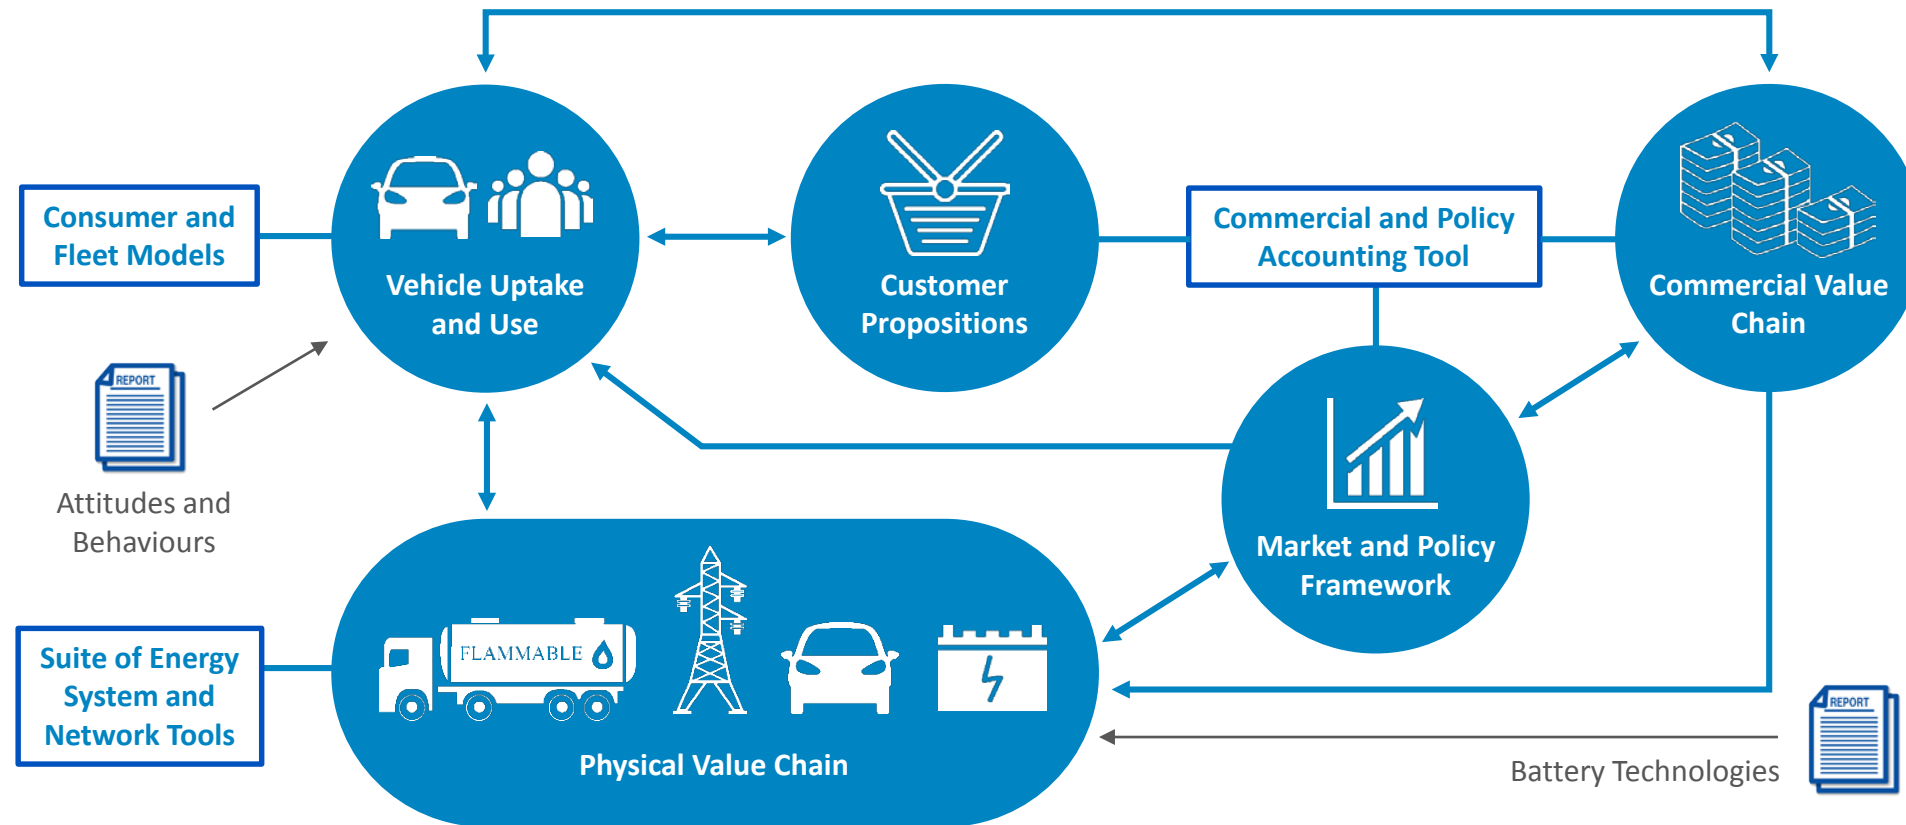 Consumer and
Fleet Models
Vehicle Uptake
and Use
Customer
Propositions
Commercial and Policy
Accounting Tool
Commercial Value
Chain
REPORT
Attitudes and
Behaviours
Market and Policy
Framework
Suite of Energy
System and
Network Tools
FLAMMABLE
Physical Value Chain
REPORT
Battery Technologies